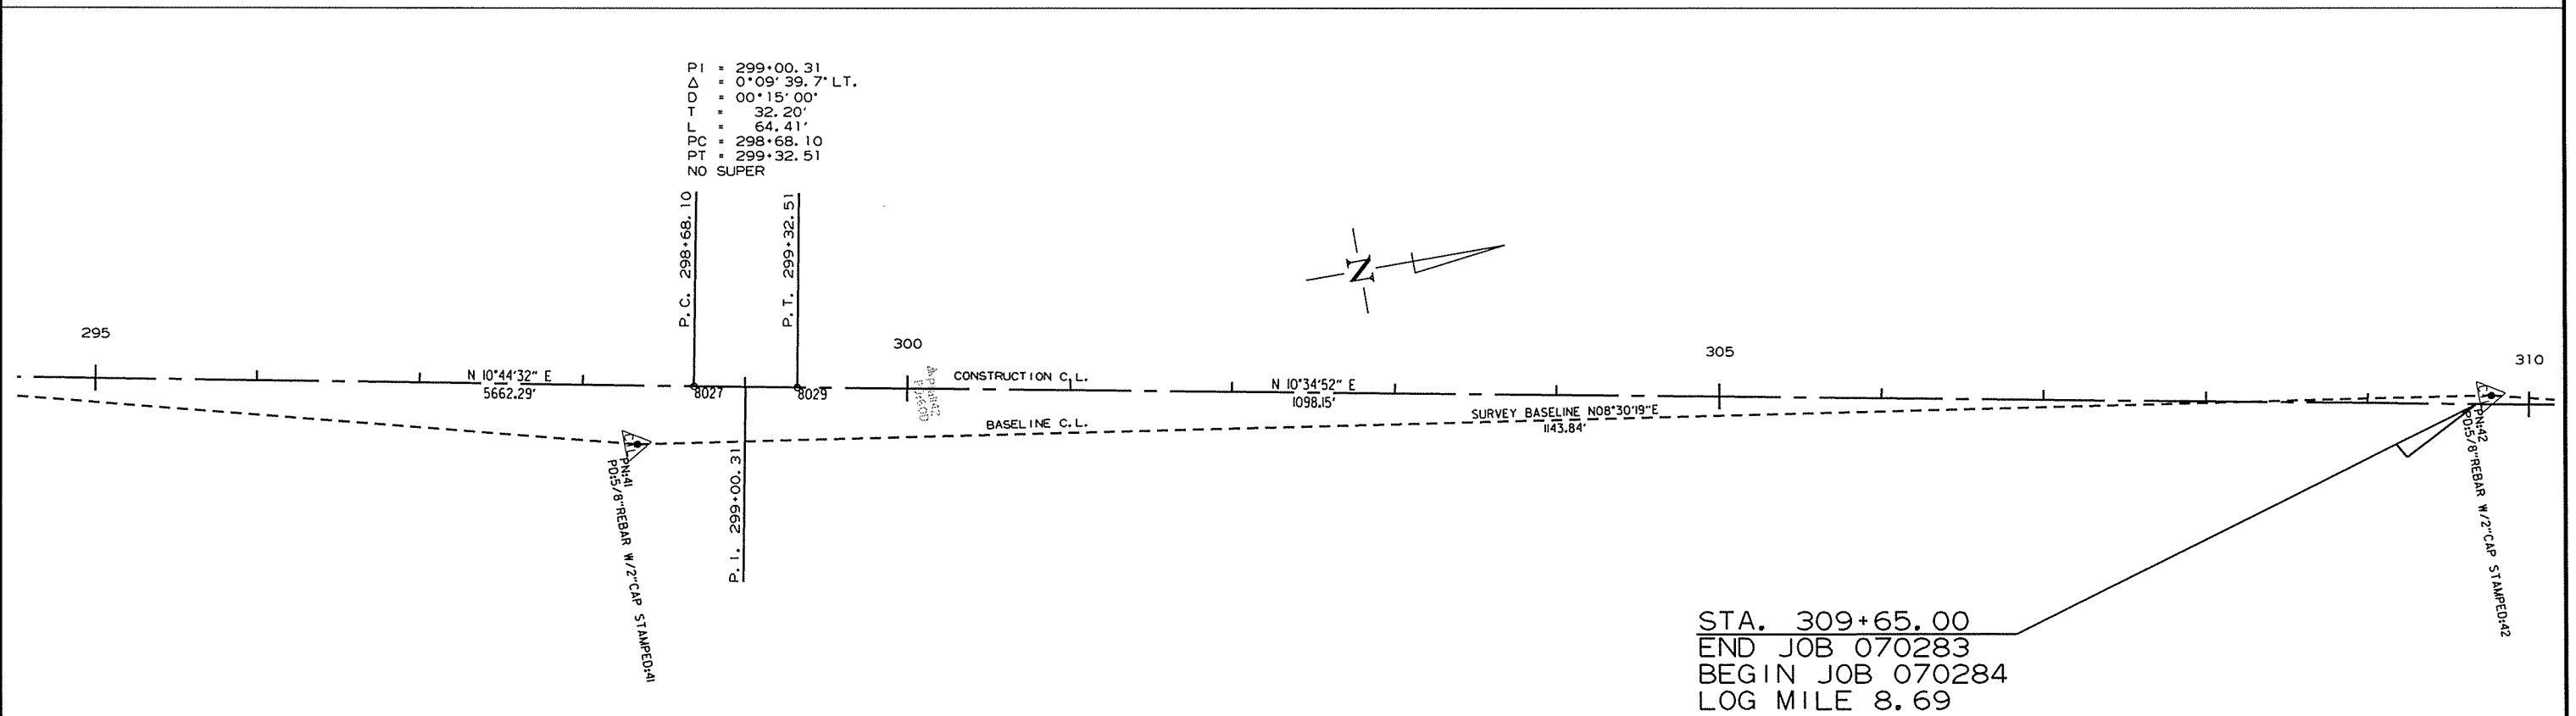 PI = 299+00.31
Δ = 0°09'39.7" LT.
D = 00°15'00"
T = 32.20'
L = 64.41'
PC = 298+68.10
PT = 299+32.51
NO SUPER
P.C. 298+68.10
P.T. 299+32.51
N
295
300
305
310
N 10°44'32" E
5662.29'
8027
8029
CONSTRUCTION C.L.
N 10°34'52" E
1098.15'
SURVEY BASELINE N08°30'19"E
1143.84'
BASELINE C.L.
P.I. 299+00.31
PN:41
PD:5/8"REBAR W/2"CAP STAMPED:41
PN:42
PD:5/8"REBAR W/2"CAP STAMPED:42
STA. 309+65.00
END JOB 070283
BEGIN JOB 070284
LOG MILE 8.69